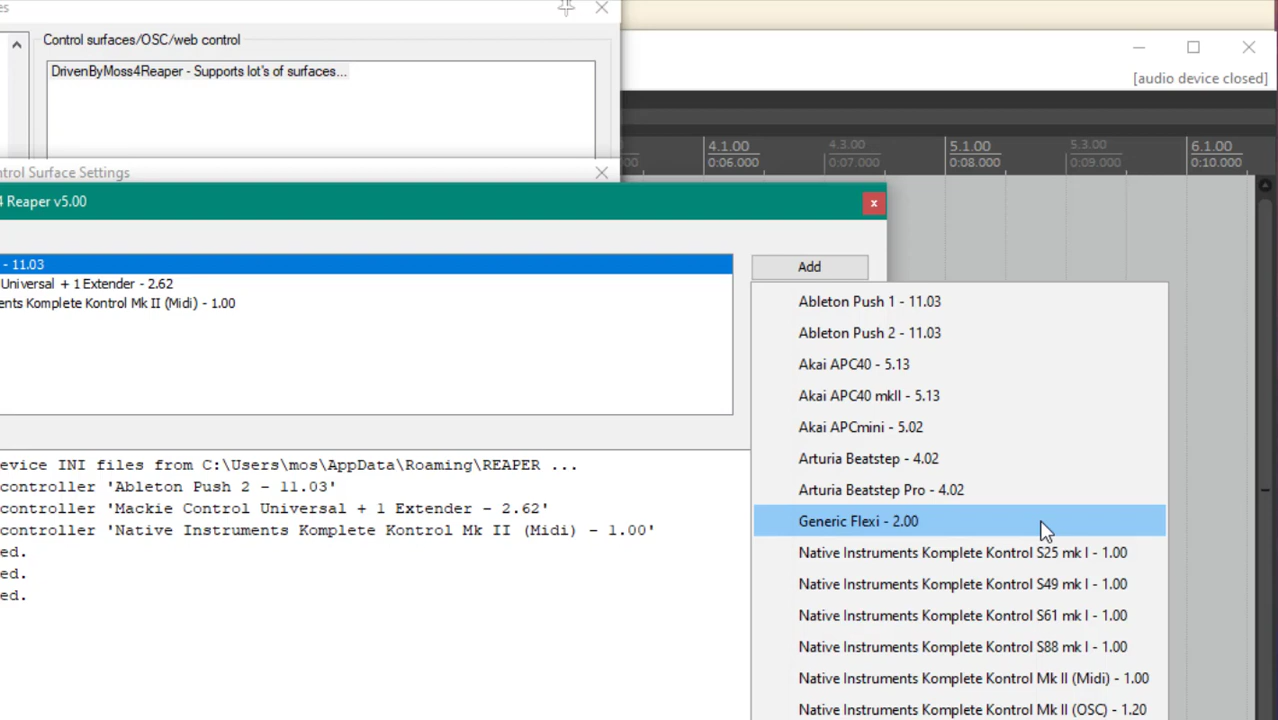 es
Control surfaces/OSC/web control
DrivenByMoss4Reaper - Supports lot's of surfaces...
[audio device closed]
4.1.00
4.3.00
5.1.00
5.3.00
6.1.00
0:06.000
0:07.000
0:08.000
0:09.000
0:10.000
ntrol Surface Settings
4 Reaper v5.00
x
- 11.03
Universal + 1 Extender - 2.62
ents Komplete Kontrol Mk II (Midi) - 1.00
Add
Ableton Push 1 - 11.03
Ableton Push 2 - 11.03
Akai APC40 - 5.13
Akai APC40 mkII - 5.13
Akai APCmini - 5.02
Arturia Beatstep - 4.02
Arturia Beatstep Pro - 4.02
Generic Flexi - 2.00
Native Instruments Komplete Kontrol S25 mk I - 1.00
Native Instruments Komplete Kontrol S49 mk I - 1.00
Native Instruments Komplete Kontrol S61 mk I - 1.00
Native Instruments Komplete Kontrol S88 mk I - 1.00
Native Instruments Komplete Kontrol Mk II (Midi) - 1.00
Native Instruments Komplete Kontrol Mk II (OSC) - 1.20
evice INI files from C:\Users\mos\AppData\Roaming\REAPER ...
controller 'Ableton Push 2 - 11.03'
controller 'Mackie Control Universal + 1 Extender - 2.62'
controller 'Native Instruments Komplete Kontrol Mk II (Midi) - 1.00'
ed.
ed.
ed.